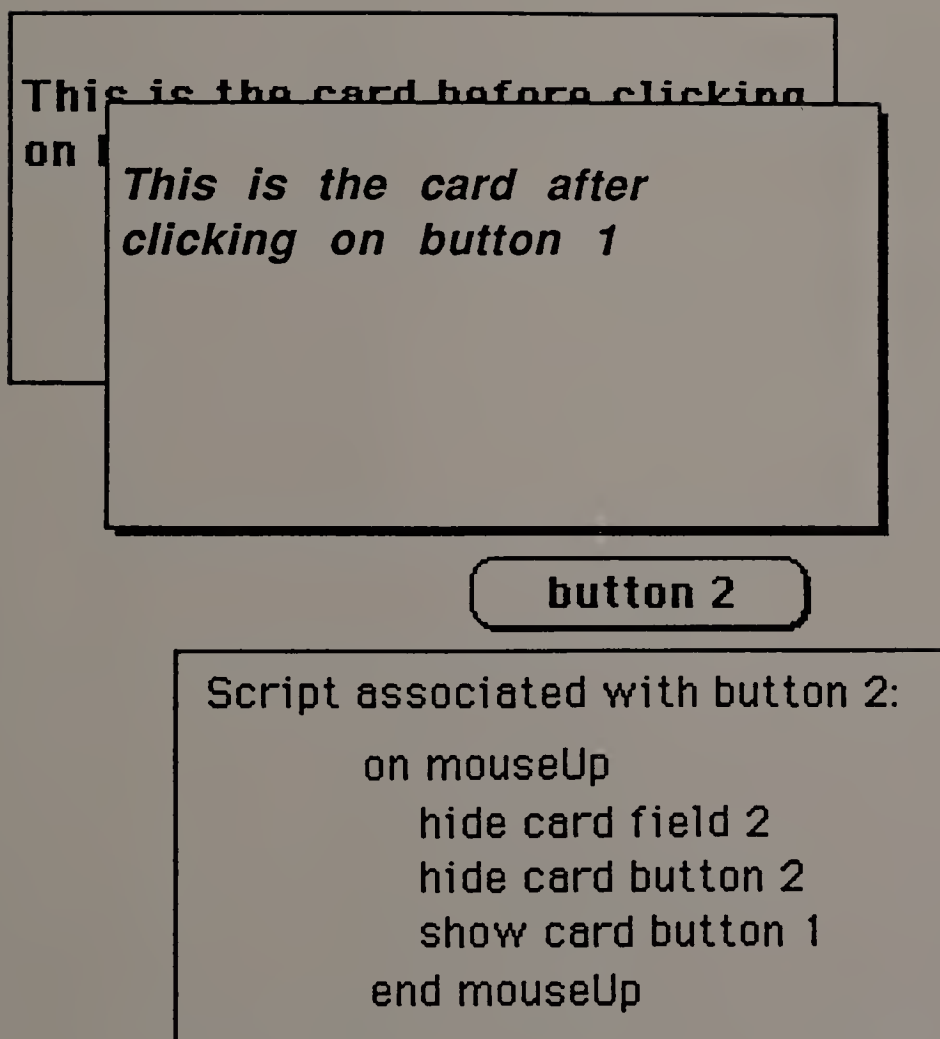 This is the card before clicking
on
This is the card after
clicking on button 1
button 2
Script associated with button 2:
on mouseUp
hide card field 2
hide card button 2
show card button 1
end mouseUp